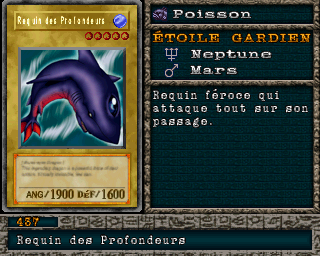 Requin des Profondeurs
ANG/1900 DÉF/1600
Poisson
ÉTOILE GARDIEN
Neptune
Mars
Requin féroce qui
attaque tout sur son
passage.
437
Requin des Profondeurs